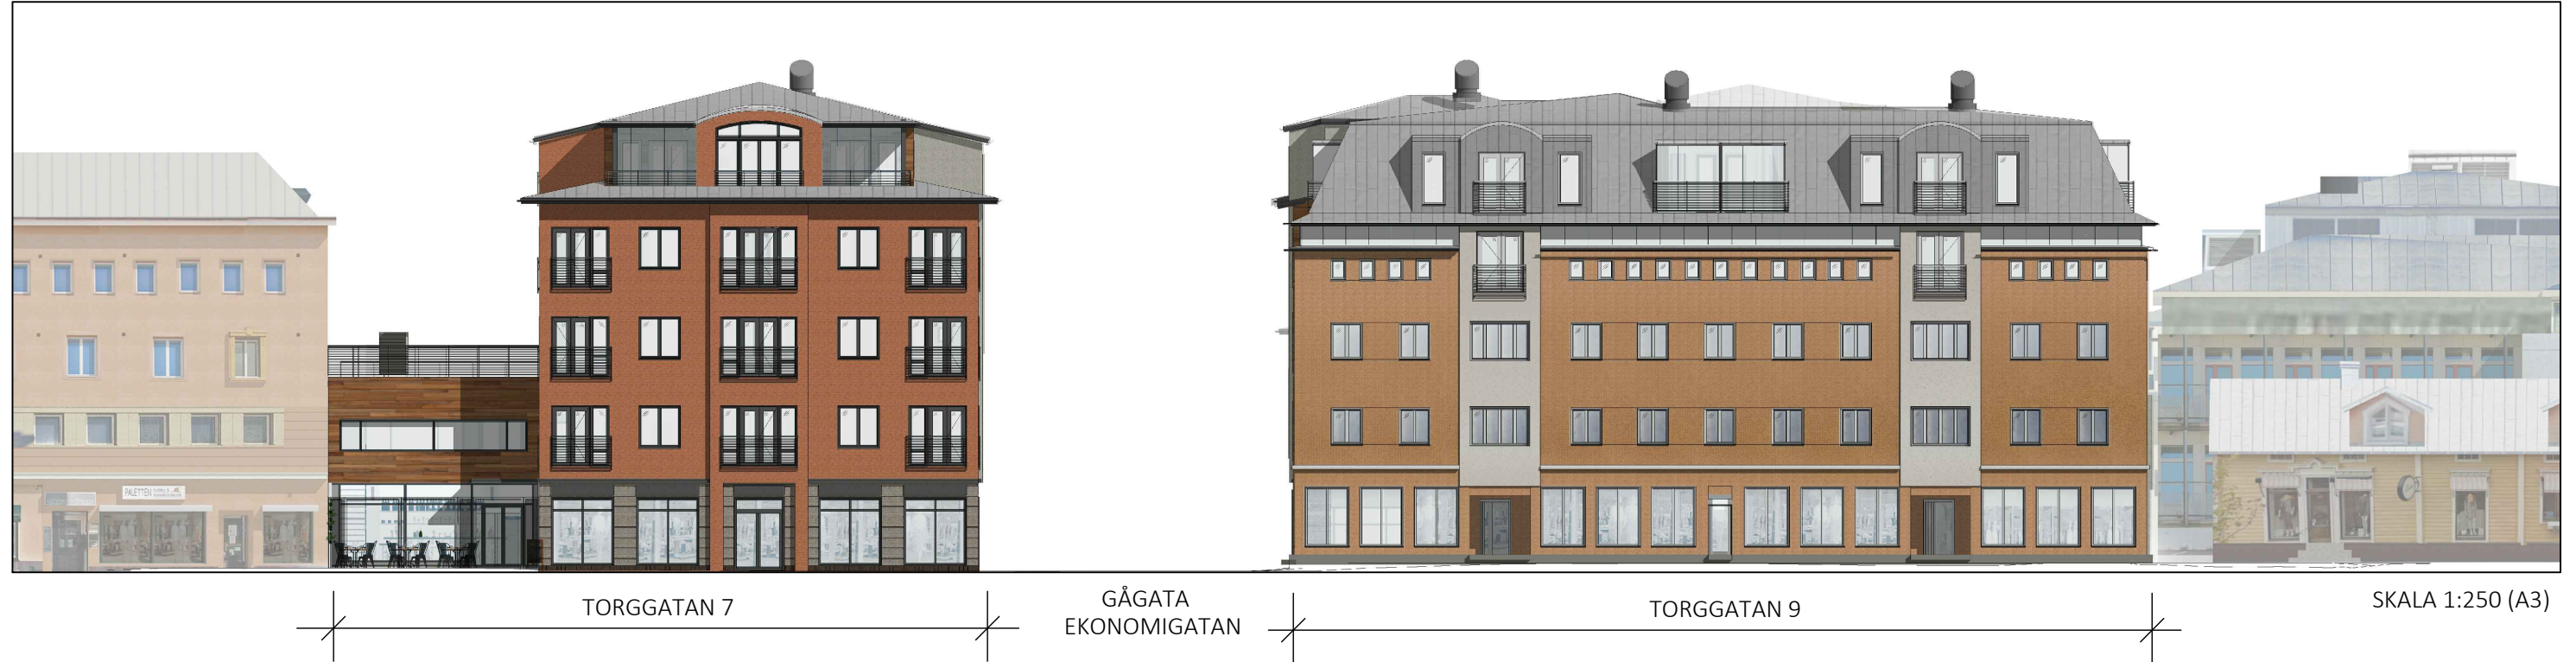 PALETTEN
TORGGATAN 7
GÅGATA
EKONOMIGATAN
TORGGATAN 9
SKALA 1:250 (A3)